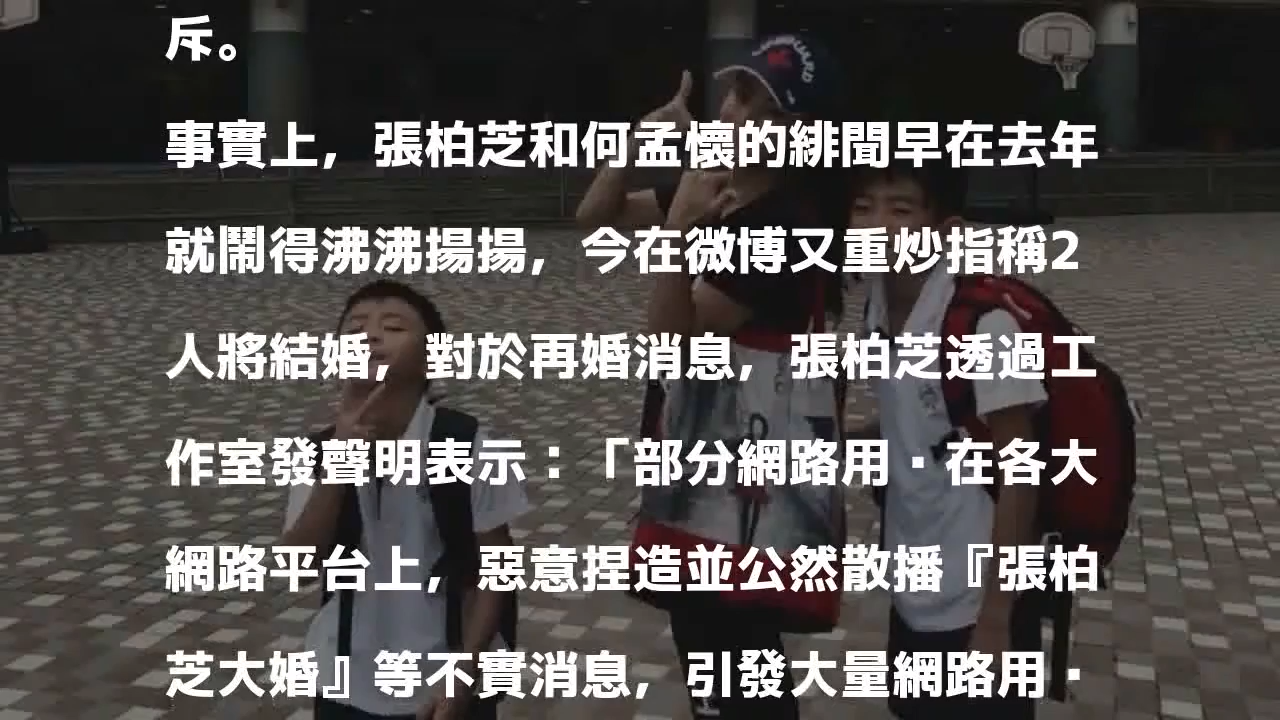 斥。
事實上，張柏芝和何孟懷的緋聞早在去年
就鬧得沸沸揚揚，今在微博又重炒指稱2
人將結婚，對於再婚消息，張柏芝透過工
作室發聲明表示：「部分網路用·在各大
網路平台上，惡意捏造並公然散播『張柏
芝大婚』等不實消息，引發大量網路用·